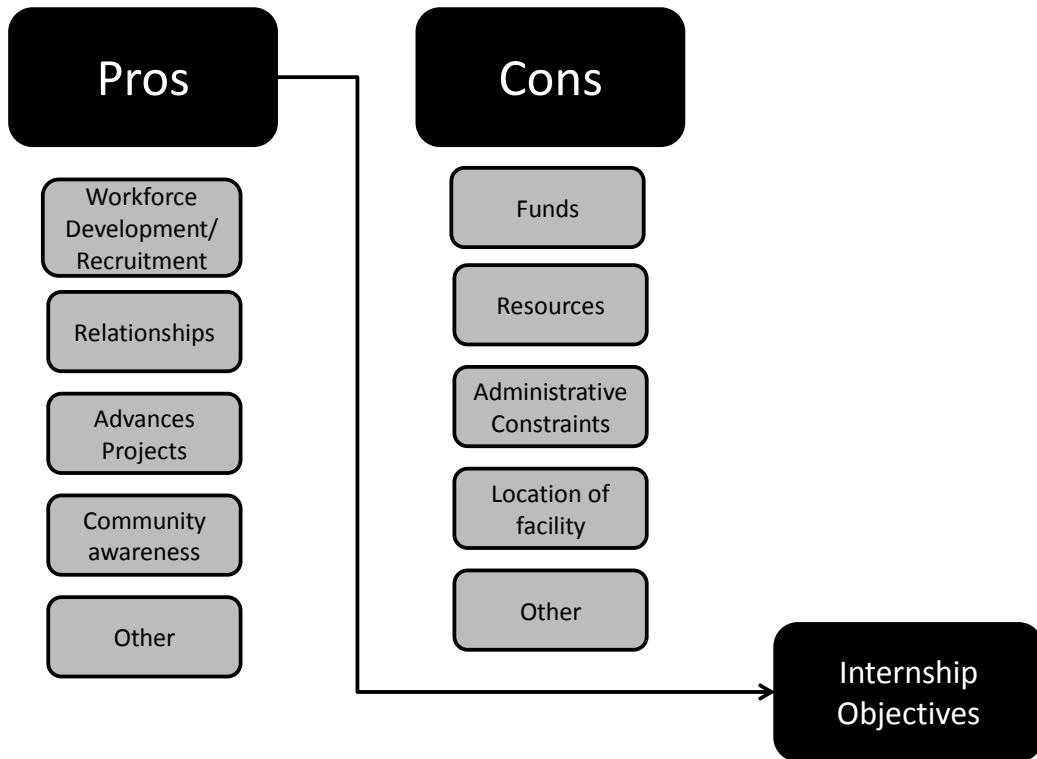 Pros
Workforce
Development/
Recruitment
Relationships
Advances
Projects
Community
awareness
Other
Cons
Funds
Resources
Administrative
Constraints
Location of
facility
Other
Internship
Objectives